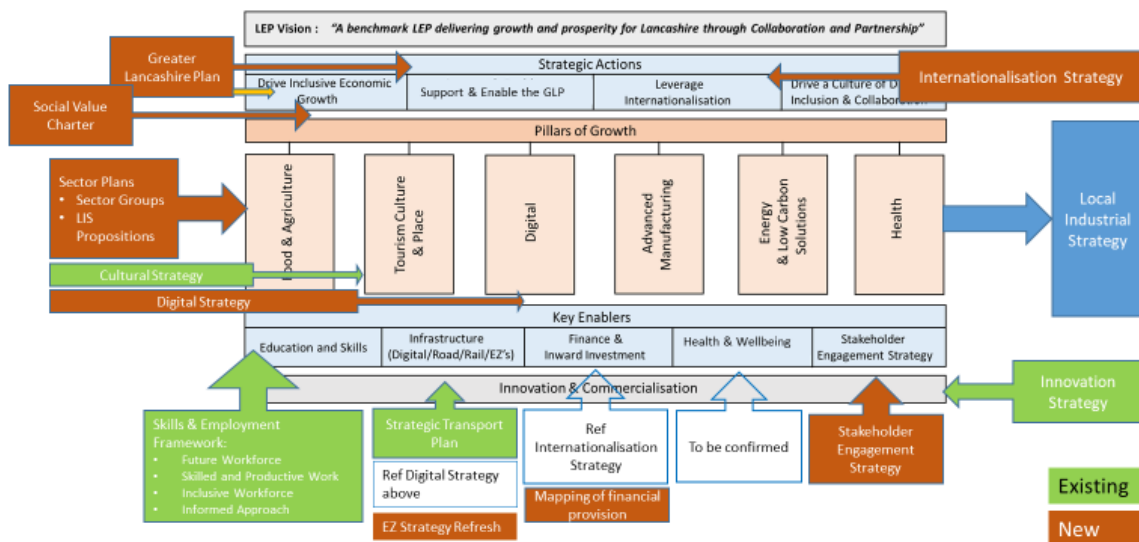 LEP Vision : “A benchmark LEP delivering growth and prosperity for Lancashire through Collaboration and Partnership”
Greater
Lancashire Plan
Social Value
Charter
Strategic Actions
Drive Inclusive Economic
Growth
Support & Enable the GLP
Leverage
Internationalisation
Drive a Culture of D
Inclusion & Collaboration
Internationalisation Strategy
Pillars of Growth
Sector Plans
• Sector Groups
• LIS
Propositions
Food & Agriculture
Tourism Culture
& Place
Digital
Advanced
Manufacturing
Energy
& Low Carbon
Solutions
Health
Local
Industrial
Strategy
Cultural Strategy
Digital Strategy
Key Enablers
Education and Skills
Infrastructure
(Digital/Road/Rail/EZ's)
Finance &
Inward Investment
Health & Wellbeing
Stakeholder
Engagement Strategy
Innovation & Commercialisation
Innovation
Strategy
Skills & Employment
Framework:
• Future Workforce
• Skilled and Productive Work
• Inclusive Workforce
• Informed Approach
Strategic Transport
Plan
Ref Digital Strategy
above
EZ Strategy Refresh
Ref
Internationalisation
Strategy
Mapping of financial
provision
To be confirmed
Stakeholder
Engagement
Strategy
Existing
New